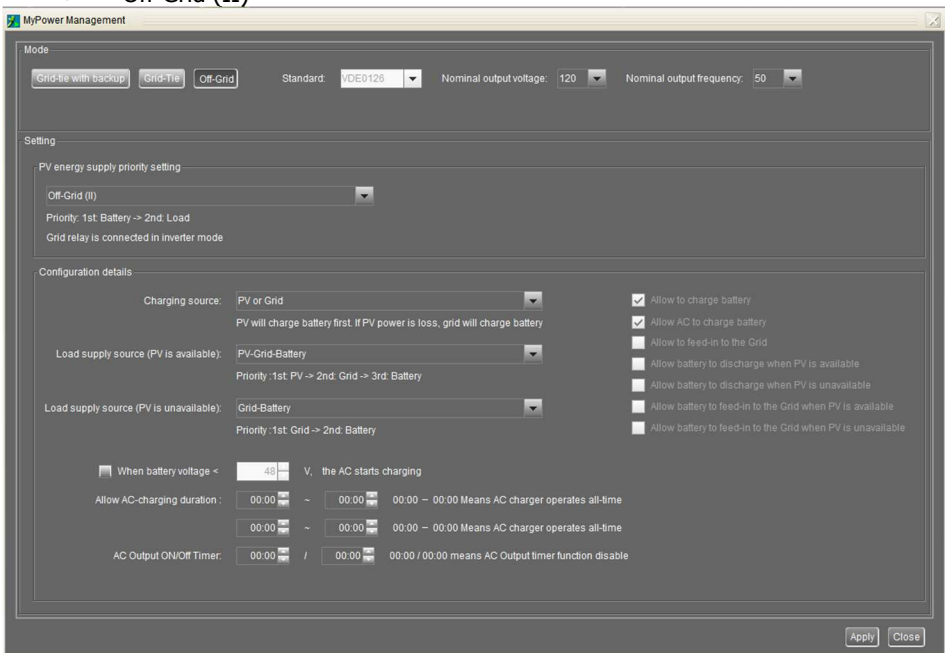 Off-Grid (II)
MyPower Management
Mode
Grid-tie with backup Grid-Tie Off-Grid Standard: VDE0126 Nominal output voltage: 120 Nominal output frequency: 50
Setting
PV energy supply priority setting
Off-Grid (II)
Priority: 1st: Battery -> 2nd: Load
Grid relay is connected in inverter mode
Configuration details
Charging source: PV or Grid
PV will charge battery first. If PV power is loss, grid will charge battery
Load supply source (PV is available): PV-Grid-Battery
Priority :1st: PV -> 2nd: Grid -> 3rd: Battery
Load supply source (PV is unavailable): Grid-Battery
Priority :1st: Grid -> 2nd: Battery
Allow to charge battery
Allow AC to charge battery
Allow to feed-in to the Grid
Allow battery to discharge when PV is available
Allow battery to discharge when PV is unavailable
Allow battery to feed-in to the Grid when PV is available
Allow battery to feed-in to the Grid when PV is unavailable
When battery voltage < 48 V, the AC starts charging
Allow AC-charging duration : 00:00 ~ 00:00 00:00 – 00:00 Means AC charger operates all-time
00:00 ~ 00:00 00:00 – 00:00 Means AC charger operates all-time
AC Output ON/Off Timer: 00:00 / 00:00 00:00 / 00:00 means AC Output timer function disable
Apply Close